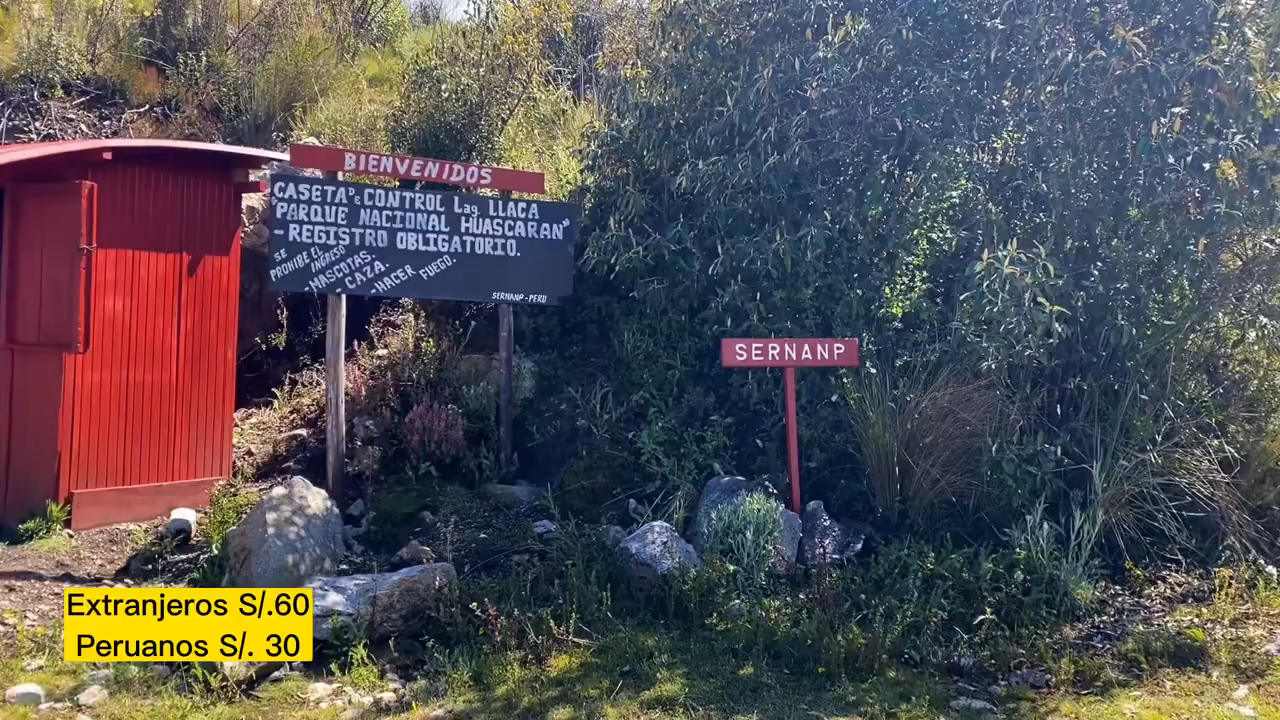 BIENVENIDOS
CASETA DE CONTROL Lag. LLACA
"PARQUE NACIONAL HUASCARAN"
- REGISTRO OBLIGATORIO.
SE
PROHIBE EL
INGRESO
- MASCOTAS.
- CAZA.
- HACER FUEGO.
SERNANP - PERU
SERNANP
Extranjeros S/.60
Peruanos S/. 30